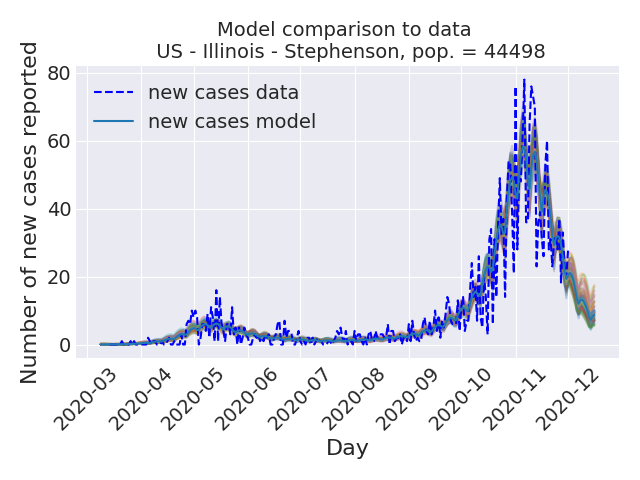 Model comparison to data
US - Illinois - Stephenson, pop. = 44498
Number of new cases reported
80
60
40
20
0
new cases data
new cases model
2020-03
2020-04
2020-05
2020-06
2020-07
2020-08
2020-09
2020-10
2020-11
2020-12
Day